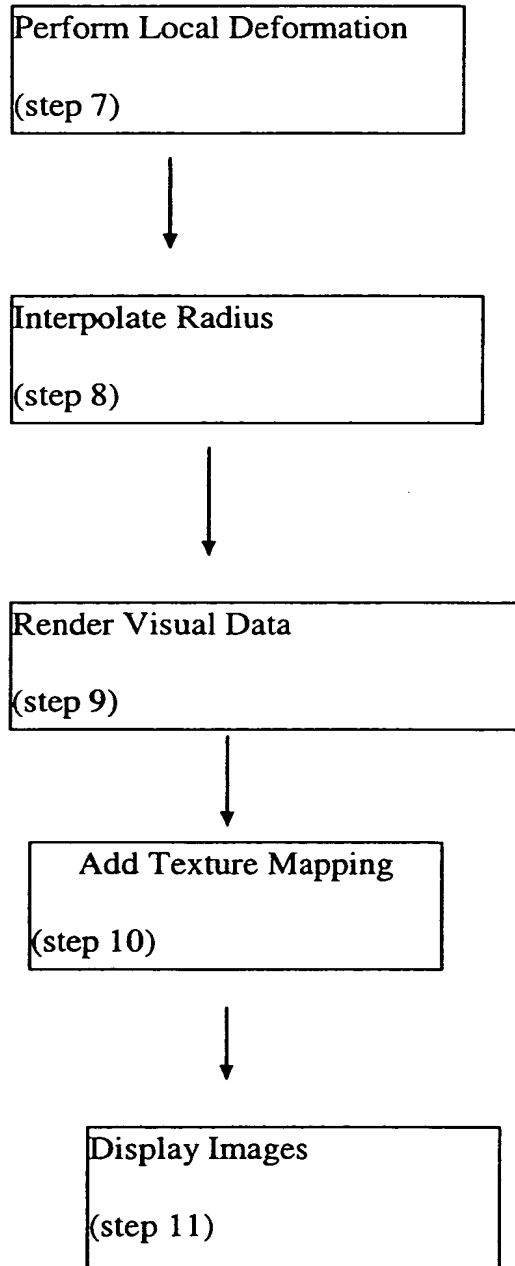 Perform Local Deformation
(step 7)
Interpolate Radius
(step 8)
Render Visual Data
(step 9)
Add Texture Mapping
(step 10)
Display Images
(step 11)